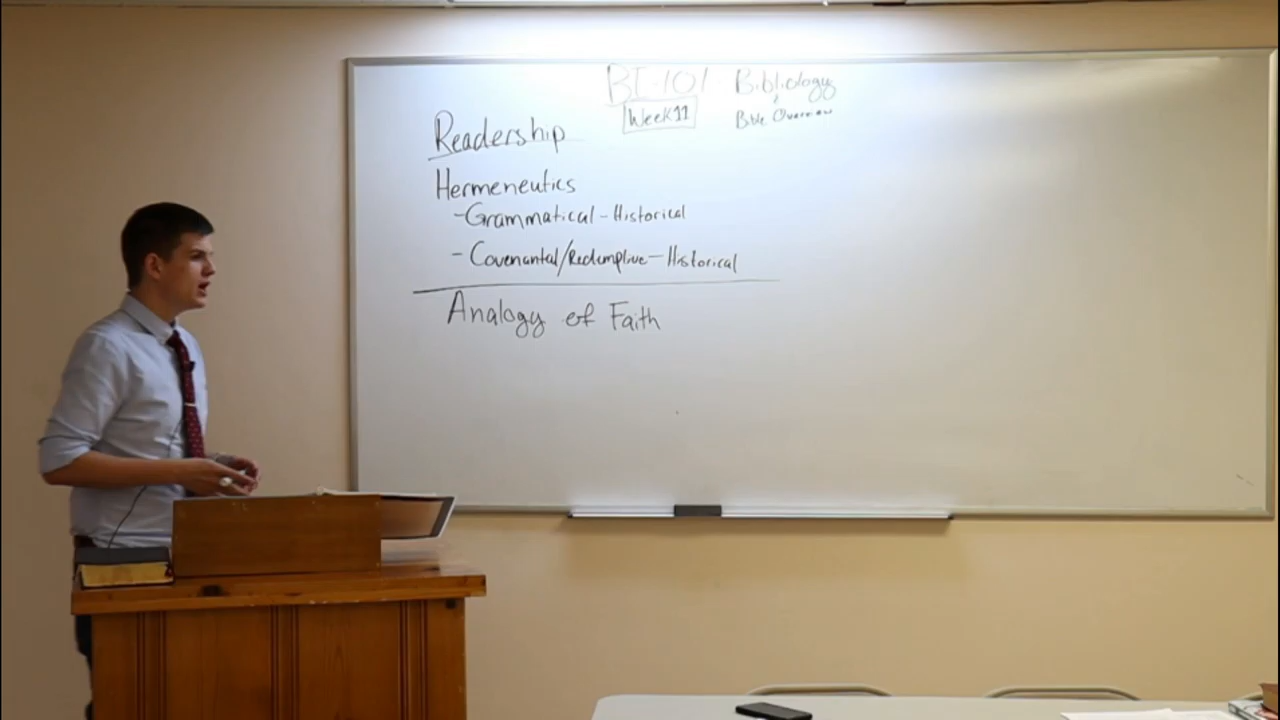 BI-101 Bibliology
& 
Week 11 Bible Overview
Readership
Hermeneutics
-Grammatical-Historical
-Covenantal/Redemptive-Historical
Analogy of Faith